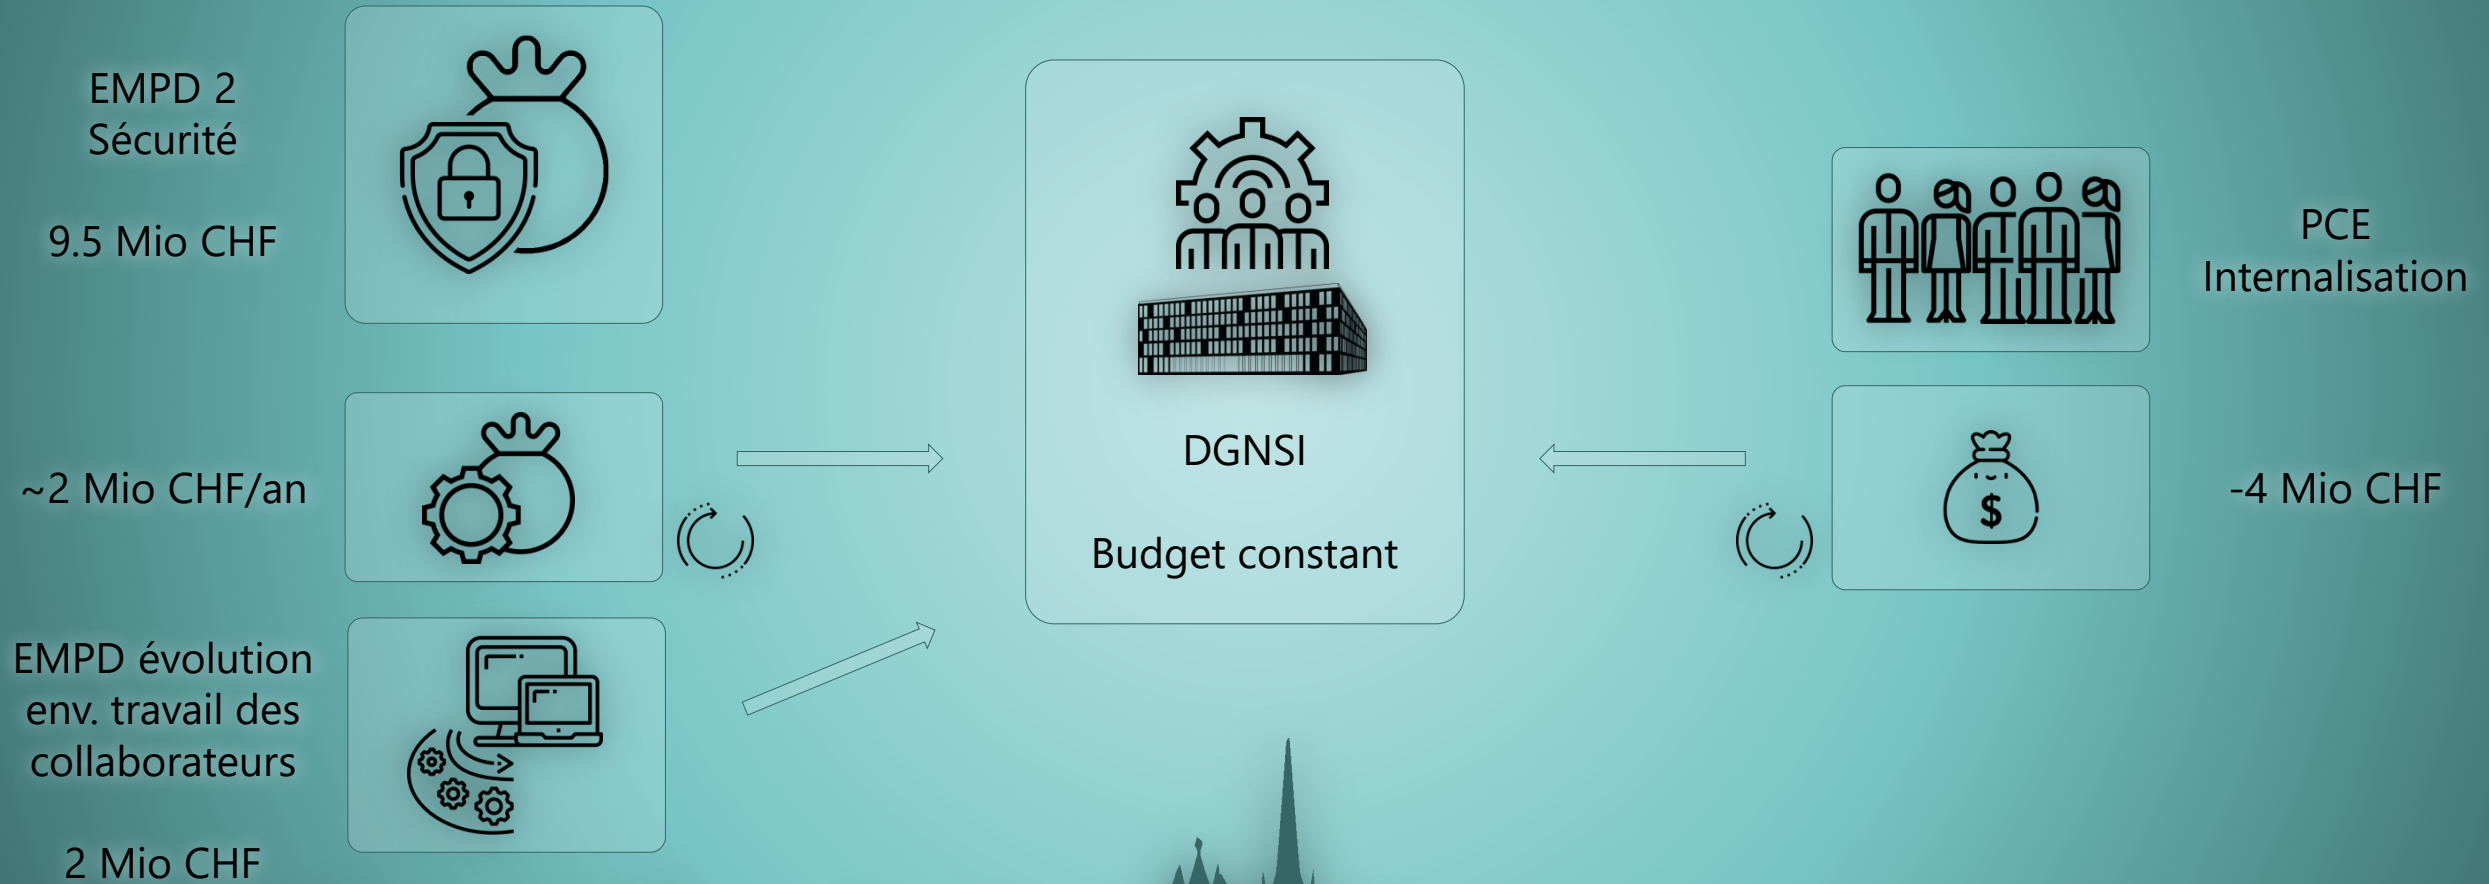 EMPD 2
Sécurité
9.5 Mio CHF
~2 Mio CHF/an
EMPD évolution
env. travail des
collaborateurs
2 Mio CHF
DGNSI
Budget constant
PCE
Internalisation
$
-4 Mio CHF